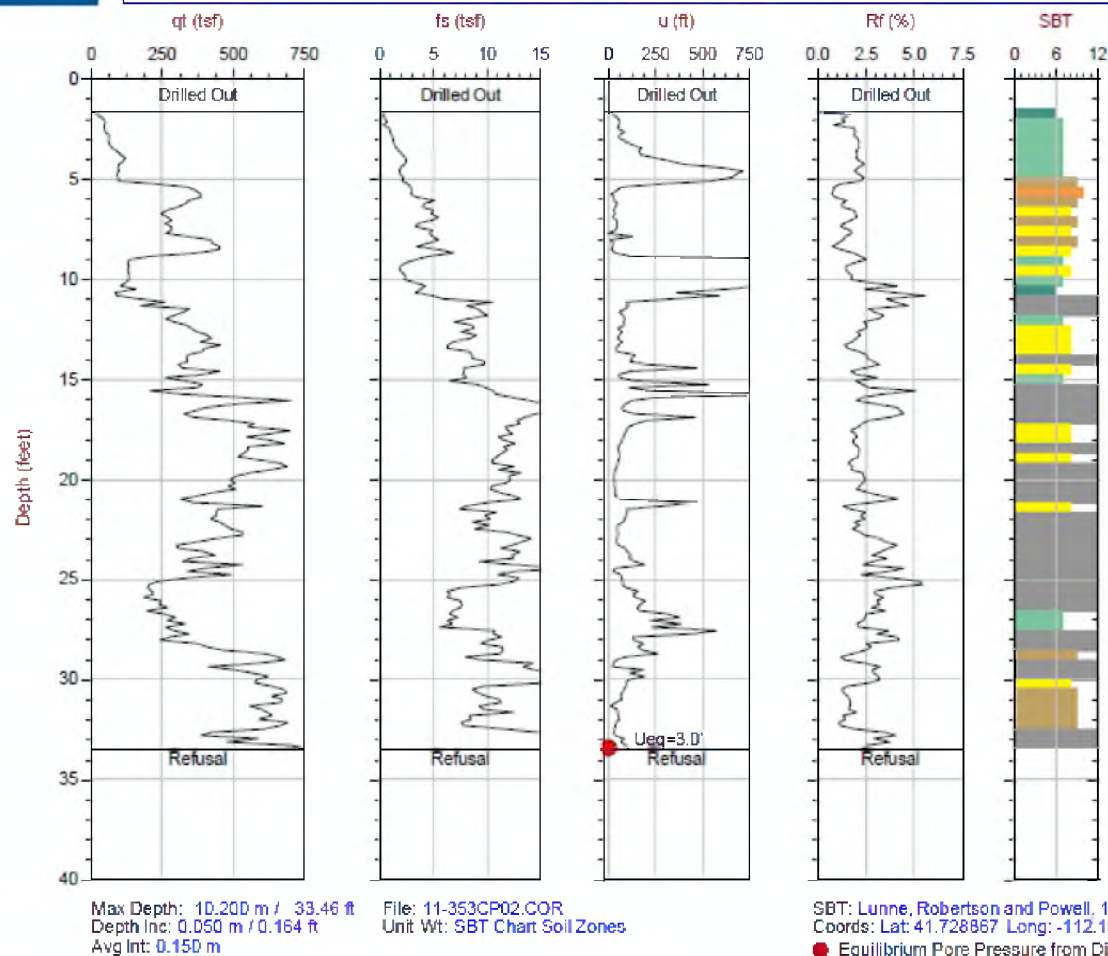 qt (tsf) fs (tsf) u (ft) Rf (%) SBT
0 250 500 750 0 5 10 15 0 250 500 750 0.0 2.5 5.0 7.5 0 6 12
0
Drilled Out Drilled Out Drilled Out Drilled Out
5
10
15
20
25
30
35
40
Depth (feet)
Ueq=3.0'
Refusal Refusal Refusal Refusal
Max Depth: 10.200 m / 33.46 ft
Depth Inc: 0.050 m / 0.164 ft
Avg Int: 0.150 m
File: 11-353CP02.COR
Unit Wt: SBT Chart Soil Zones
SBT: Lunne, Robertson and Powell, 1
Coords: Lat: 41.728867 Long: -112.1
Equilibrium Pore Pressure from Di